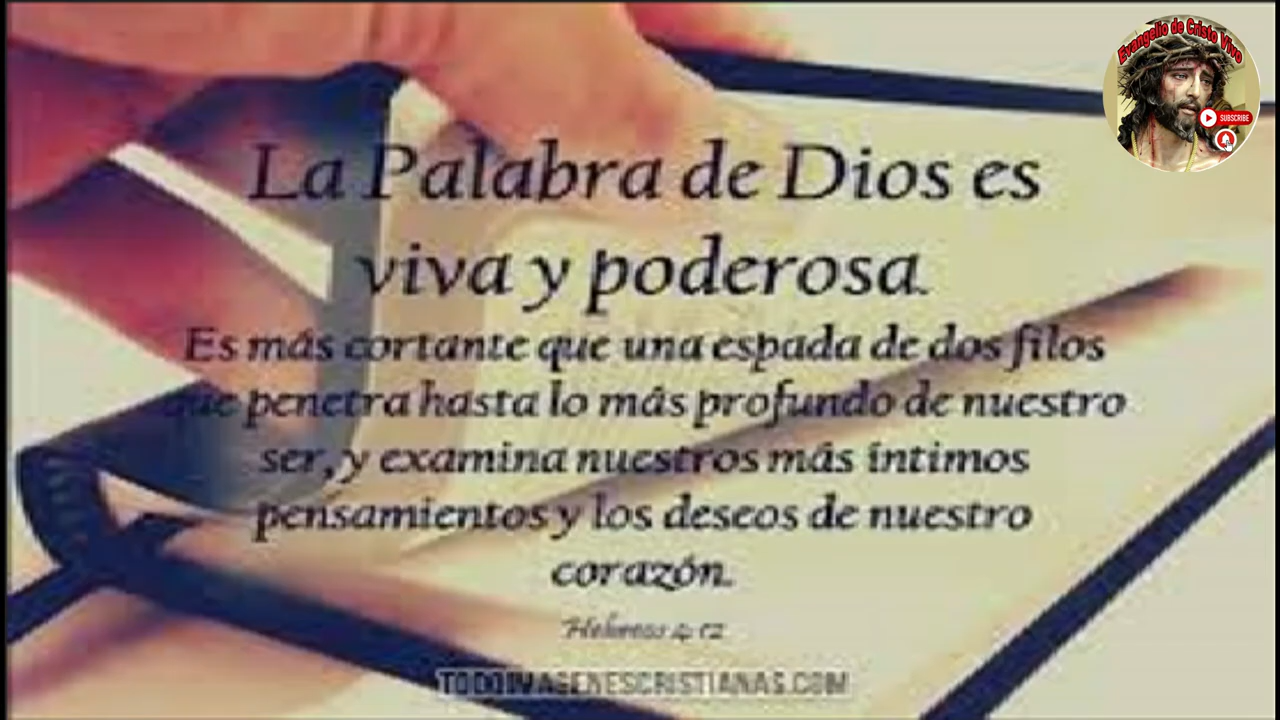 Evangelio de Cristo Vivo
SUBSCRIBE
La Palabra de Dios es
viva y poderosa.
Es más cortante que una espada de dos filos
que penetra hasta lo más profundo de nuestro
ser, y examina nuestros más íntimos
pensamientos y los deseos de nuestro
corazón.
Hebreos 4:12
TODOIMAGENESCRISTIANAS.COM